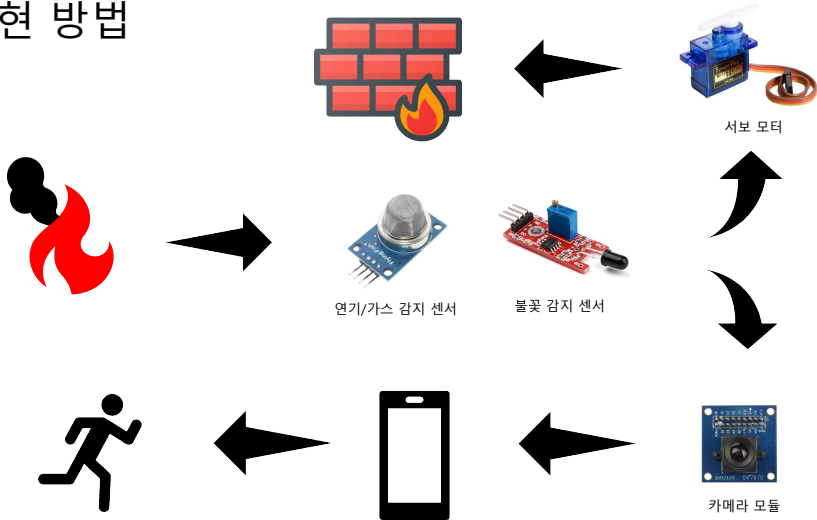 현 방법
서보 모터
연기/가스 감지 센서
불꽃 감지 센서
카메라 모듈